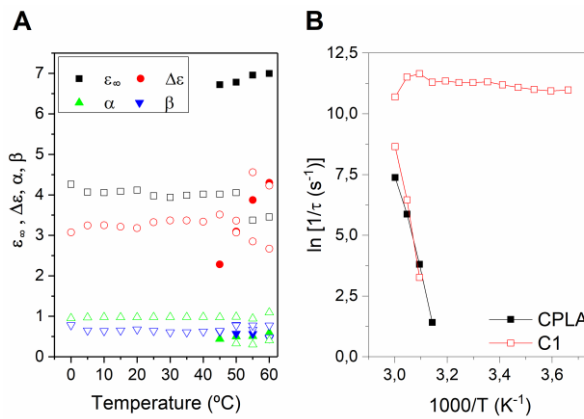 A
B
ε∞ Δε
α β
7
6
5
4
3
2
1
0
0 10 20 30 40 50 60
Temperature (ºC)
ε∞, Δε, α, β
12,5
10,0
7,5
5,0
2,5
0,0
3,0 3,2 3,4 3,6
1000/T (K⁻¹)
ln [1/τ (s⁻¹)]
CPLA
C1